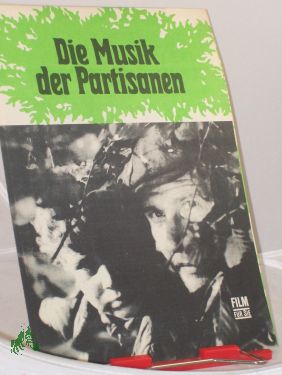 Die Musik
der Partisanen
FILM
FÜR SIE